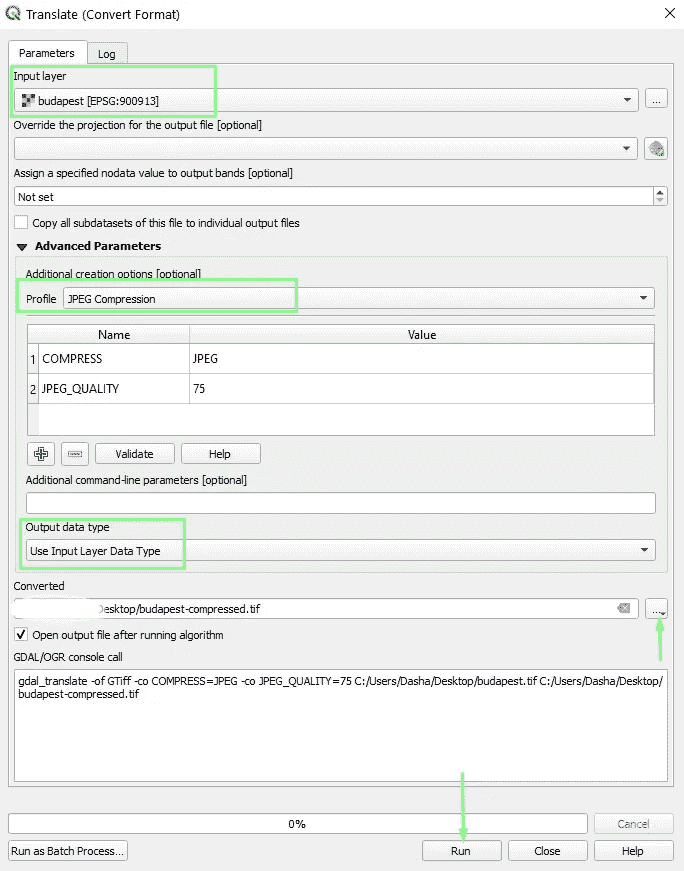 Translate (Convert Format)
Parameters
Log
Input layer
budapest [EPSG:900913]
...
Override the projection for the output file [optional]
Assign a specified nodata value to output bands [optional]
Not set
Copy all subdatasets of this file to individual output files
Advanced Parameters
Additional creation options [optional]
Profile JPEG Compression
Name Value
1 COMPRESS JPEG
2 JPEG_QUALITY 75
Validate Help
Additional command-line parameters [optional]
Output data type
Use Input Layer Data Type
Converted
Desktop/budapest-compressed.tif
...
Open output file after running algorithm
GDAL/OGR console call
gdal_translate -of GTiff -co COMPRESS=JPEG -co JPEG_QUALITY=75 C:/Users/Dasha/Desktop/budapest.tif C:/Users/Dasha/Desktop/
budapest-compressed.tif
0%
Cancel
Run as Batch Process... Run Close Help